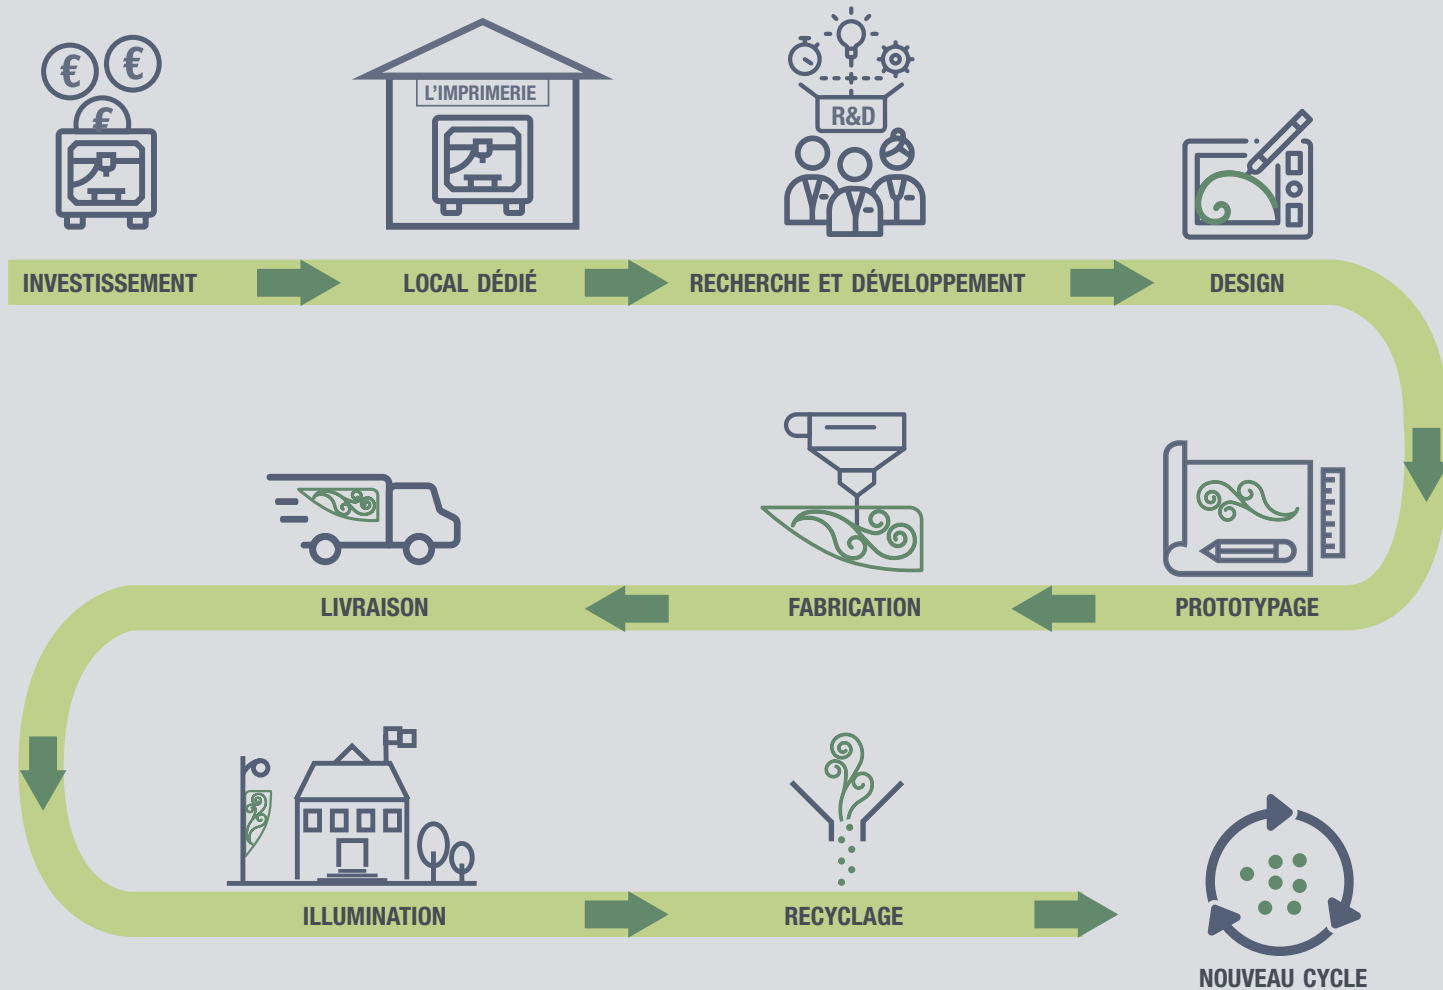 €
€
€
L'IMPRIMERIE
R&D
INVESTISSEMENT
LOCAL DÉDIÉ
RECHERCHE ET DÉVELOPPEMENT
DESIGN
LIVRAISON
FABRICATION
PROTOTYPAGE
ILLUMINATION
RECYCLAGE
NOUVEAU CYCLE